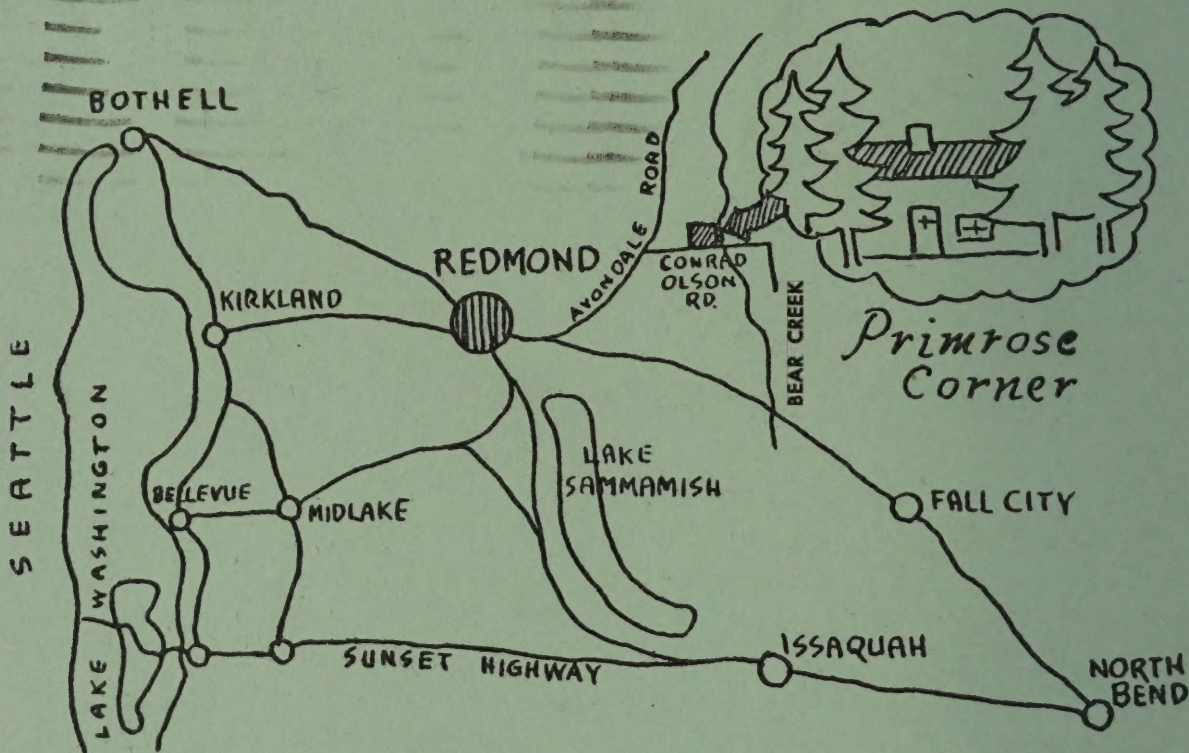 BOTHELL
AVONDALE ROAD
REDMOND
CONRAD
OLSON
RD.
KIRKLAND
BEAR CREEK
Primrose
Corner
SEATTLE
LAKE WASHINGTON
LAKE
SAMMAMISH
BELLEVUE
MIDLAKE
FALL CITY
SUNSET HIGHWAY
ISSAQUAH
NORTH
BEND